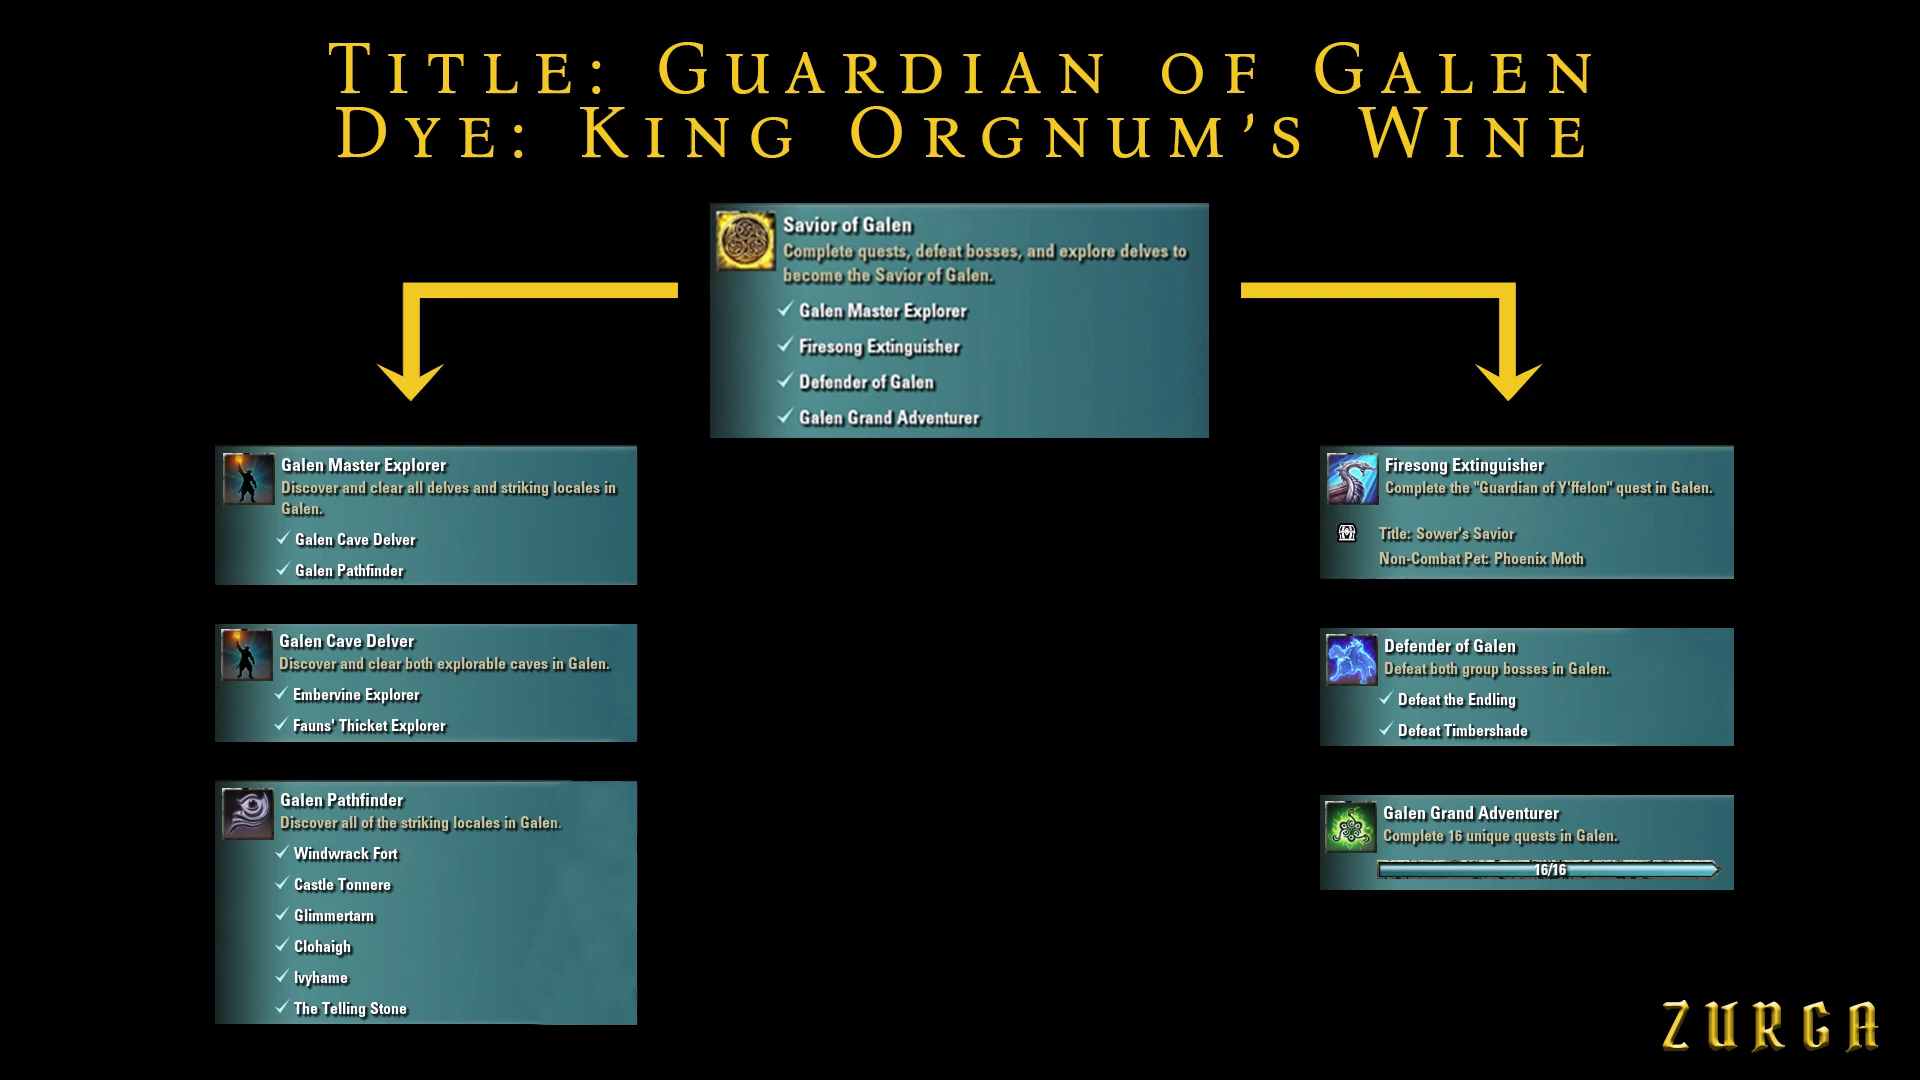 Title: Guardian of Galen
Dye: King Orgnum's Wine
Savior of Galen
Complete quests, defeat bosses, and explore delves to
become the Savior of Galen.
Galen Master Explorer
Firesong Extinguisher
Defender of Galen
Galen Grand Adventurer
Galen Master Explorer
Discover and clear all delves and striking locales in
Galen.
Galen Cave Delver
Galen Pathfinder
Galen Cave Delver
Discover and clear both explorable caves in Galen.
Embervine Explorer
Fauns' Thicket Explorer
Galen Pathfinder
Discover all of the striking locales in Galen.
Windwrack Fort
Castle Tonnere
Glimmertarn
Clohaigh
Ivyhame
The Telling Stone
Firesong Extinguisher
Complete the "Guardian of Y'ffelon" quest in Galen.
Title: Sower's Savior
Non-Combat Pet: Phoenix Moth
Defender of Galen
Defeat both group bosses in Galen.
Defeat the Endling
Defeat Timbershade
Galen Grand Adventurer
Complete 16 unique quests in Galen.
16/16
ZURGA